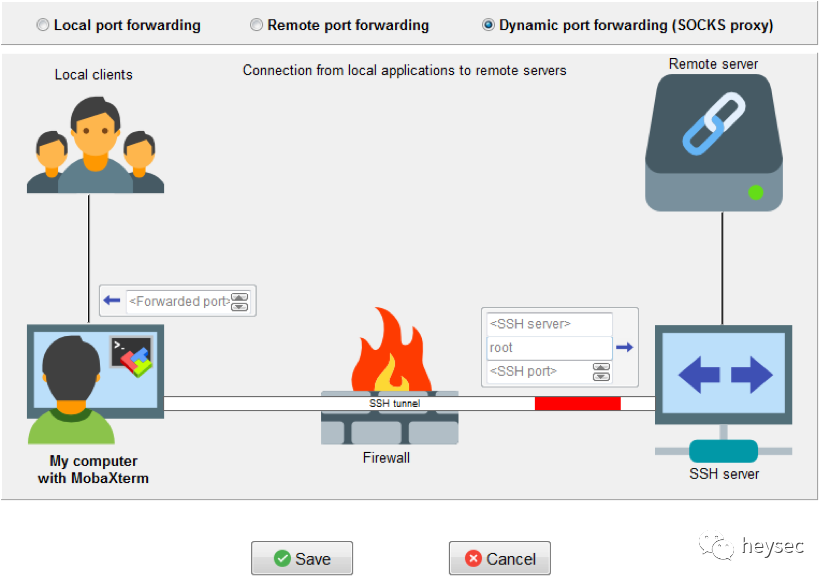 Local port forwarding
Remote port forwarding
Dynamic port forwarding (SOCKS proxy)
Local clients
Connection from local applications to remote servers
Remote server
<Forwarded port>
<SSH server>
root
<SSH port>
>_
SSH tunnel
Firewall
My computer
with MobaXterm
SSH server
Save
Cancel
heysec